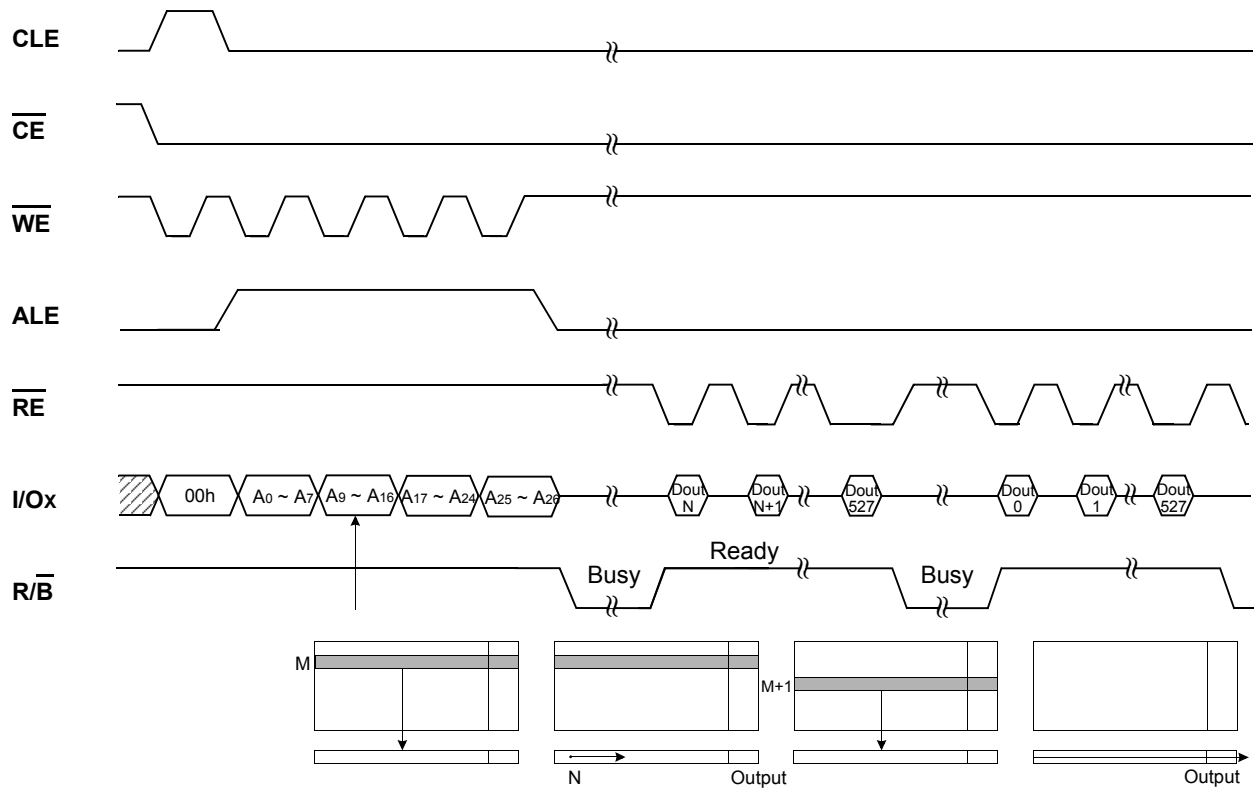 CLE
CE
WE
ALE
RE
I/Ox
00h
A0 ~ A7
A9 ~ A16
A17 ~ A24
A25 ~ A26
Dout
N
Dout
N+1
Dout
527
Dout
0
Dout
1
Dout
527
R/B
Busy
Ready
Busy
M
M+1
N
Output
Output